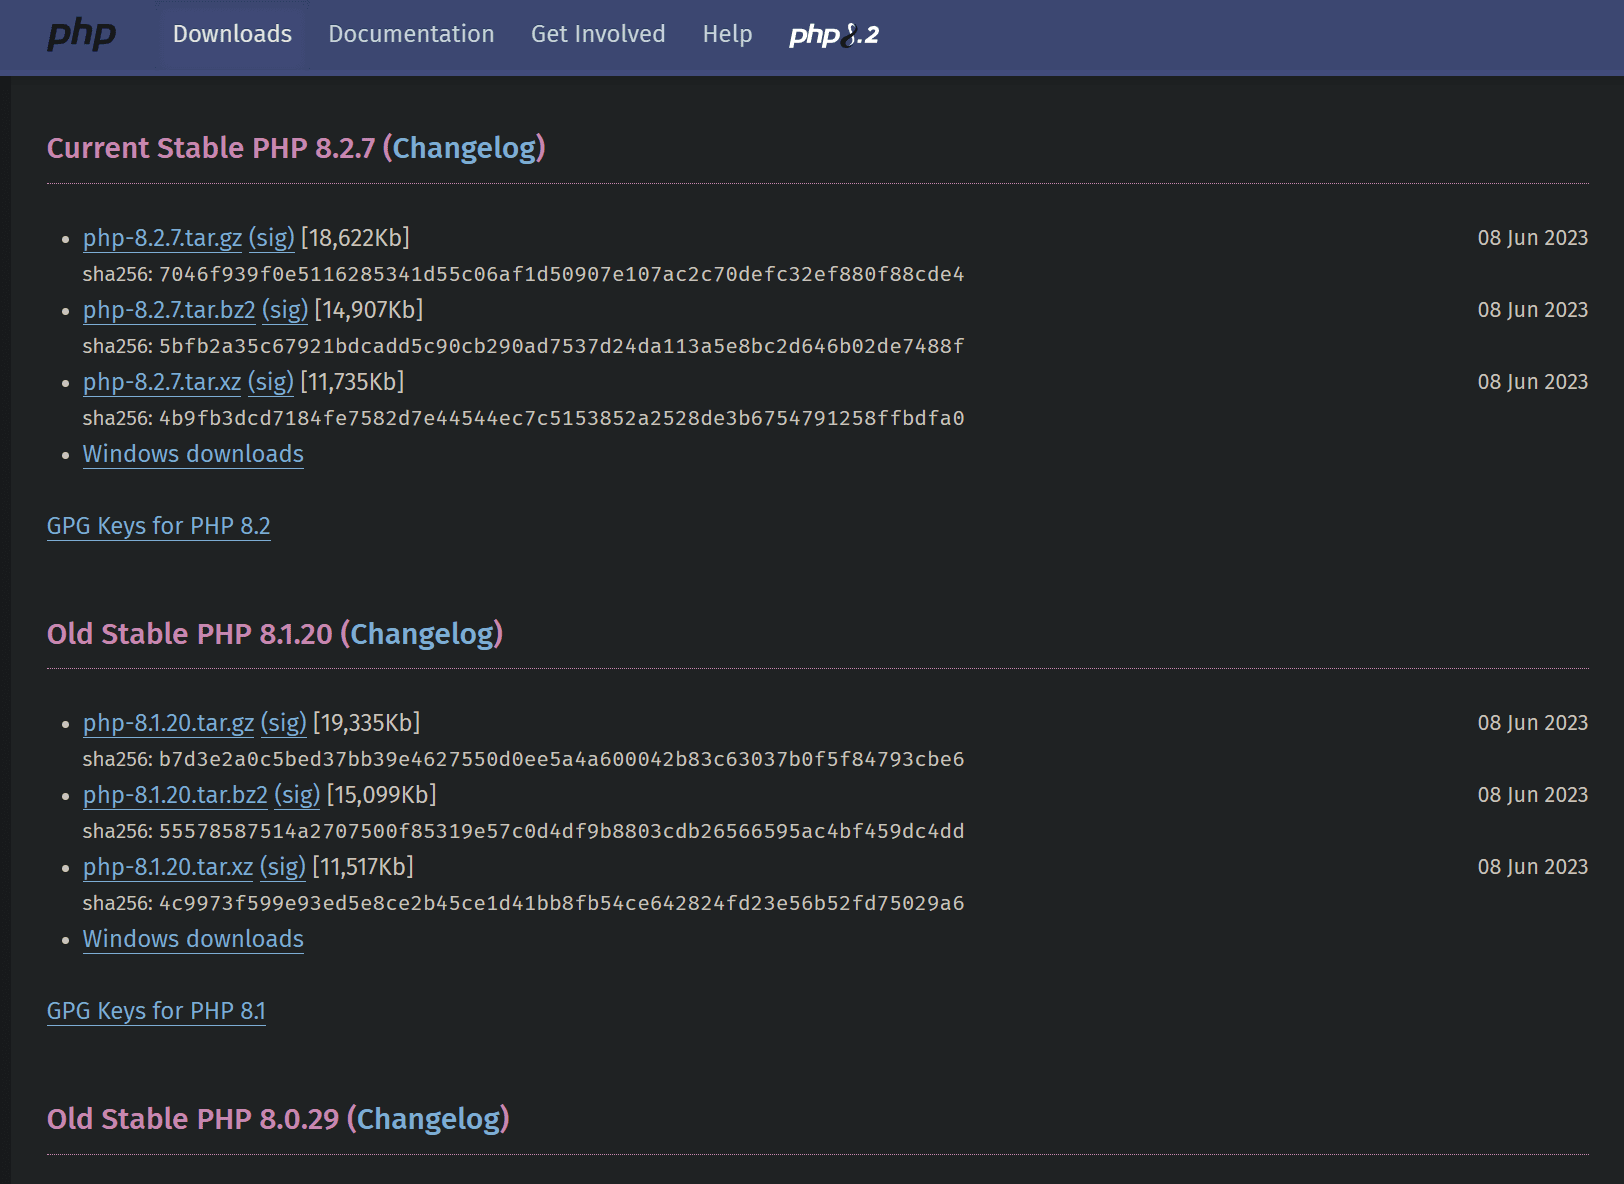 php Downloads Documentation Get Involved Help php8.2
Current Stable PHP 8.2.7 (Changelog)
• php-8.2.7.tar.gz (sig) [18,622Kb] 08 Jun 2023
sha256: 7046f939f0e5116285341d55c06af1d50907e107ac2c70defc32ef880f88cde4
• php-8.2.7.tar.bz2 (sig) [14,907Kb] 08 Jun 2023
sha256: 5bfb2a35c67921bdcadd5c90cb290ad7537d24da113a5e8bc2d646b02de7488f
• php-8.2.7.tar.xz (sig) [11,735Kb] 08 Jun 2023
sha256: 4b9fb3dcd7184fe7582d7e44544ec7c5153852a2528de3b6754791258ffbdfa0
• Windows downloads
GPG Keys for PHP 8.2
Old Stable PHP 8.1.20 (Changelog)
• php-8.1.20.tar.gz (sig) [19,335Kb] 08 Jun 2023
sha256: b7d3e2a0c5bed37bb39e4627550d0ee5a4a600042b83c63037b0f5f84793cbe6
• php-8.1.20.tar.bz2 (sig) [15,099Kb] 08 Jun 2023
sha256: 55578587514a2707500f85319e57c0d4df9b8803cdb26566595ac4bf459dc4dd
• php-8.1.20.tar.xz (sig) [11,517Kb] 08 Jun 2023
sha256: 4c9973f599e93ed5e8ce2b45ce1d41bb8fb54ce642824fd23e56b52fd75029a6
• Windows downloads
GPG Keys for PHP 8.1
Old Stable PHP 8.0.29 (Changelog)